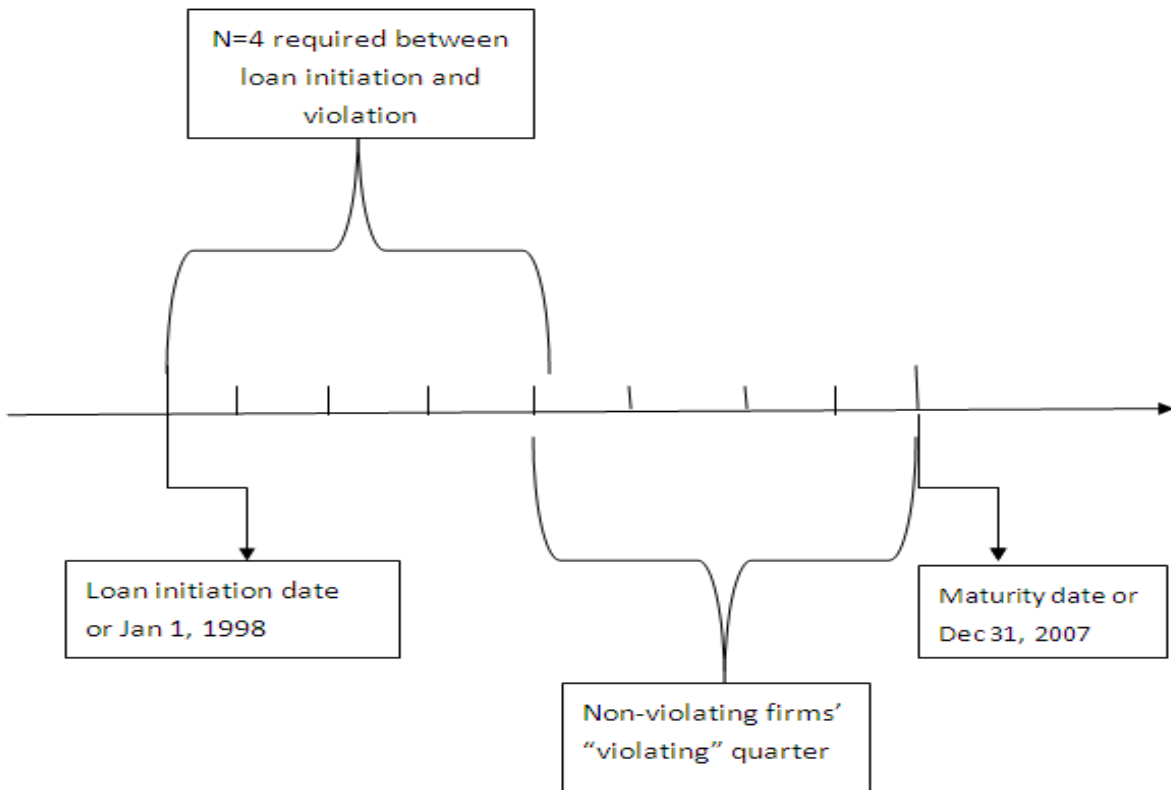 N=4 required between
loan initiation and
violation
Loan initiation date
or Jan 1, 1998
Maturity date or
Dec 31, 2007
Non-violating firms’
“violating” quarter